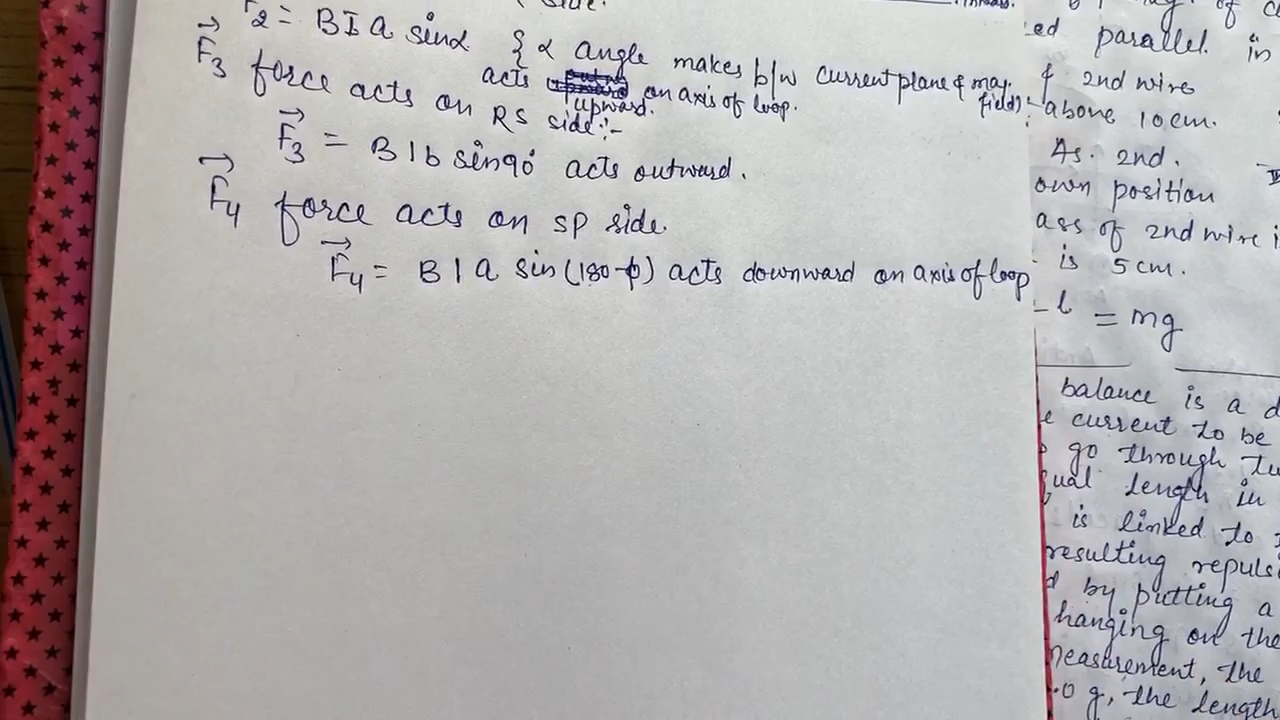 F2 = BIa sinα { α angle makes b/w current plane & mag. field}
acts upward. on axis of loop.
F3 force acts on RS side:-
F3 = BIb sin90° acts outward.
F4 force acts on SP side.
F4 = BIa sin(180-φ) acts downward on axis of loop
parallel in
2nd wire
above 10cm.
As. 2nd.
own position
of 2nd wire
is 5cm.
l = mg
balance is a
current to be
go through
length in
is linked to
resulting
by putting a
hanging on the
measurement, the
g, the length